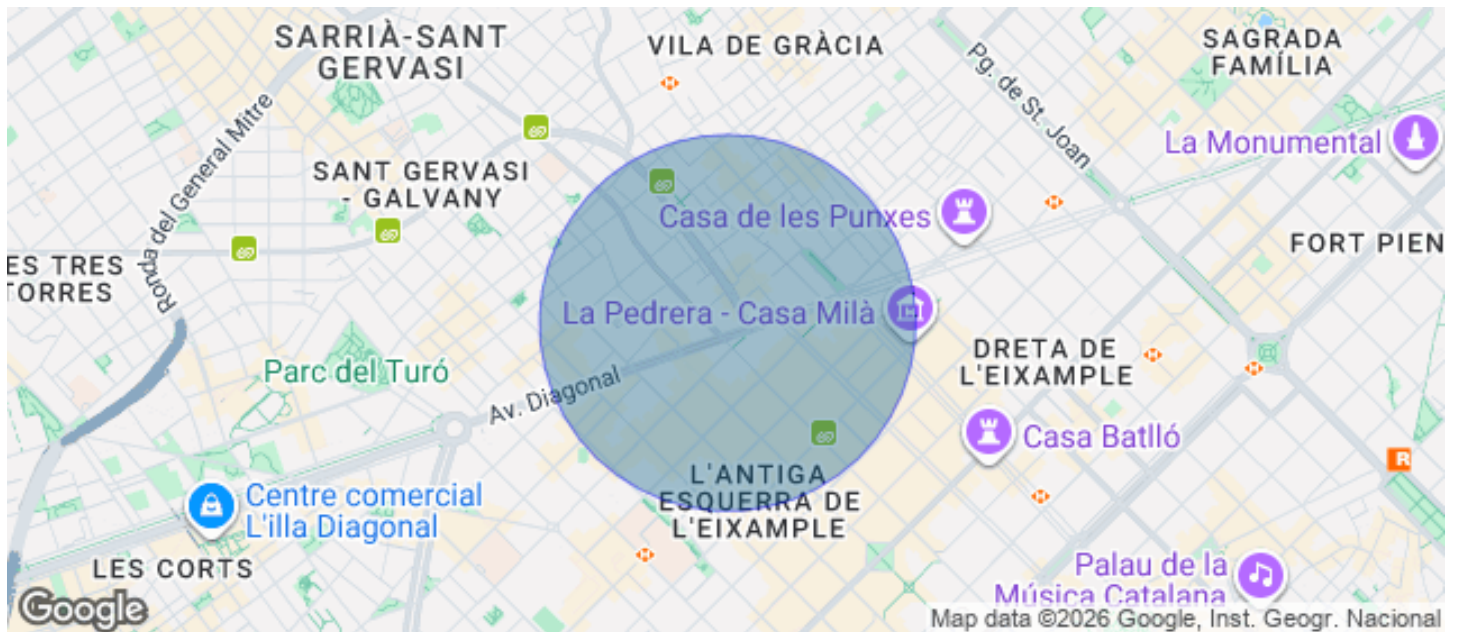 SARRIÀ-SANT
GERVASI
VILA DE GRÀCIA
SAGRADA
FAMÍLIA
Pg. de St. Joan
Ronda del General Mitre
La Monumental
SANT GERVASI
- GALVANY
Casa de les Punxes
FORT PIEN
ES TRES
TORRES
La Pedrera - Casa Milà
DRETA DE
L'EIXAMPLE
Parc del Turó
Av. Diagonal
Casa Batlló
L'ANTIGA
ESQUERRA DE
L'EIXAMPLE
Centre comercial
L'illa Diagonal
LES CORTS
Palau de la
Música Catalana
R
Google
Map data ©2026 Google, Inst. Geogr. Nacional